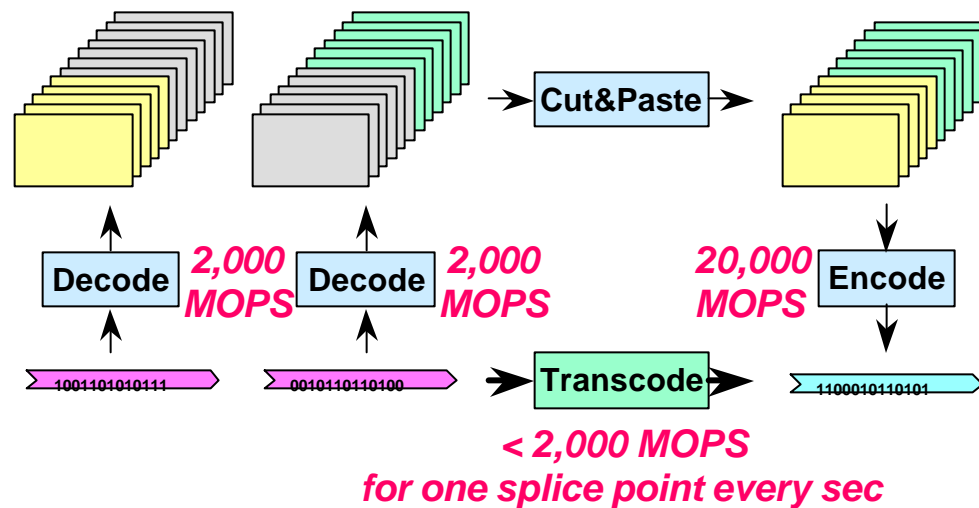 Cut&Paste
Decode
2,000
MOPS
Decode
2,000
MOPS
20,000
MOPS
Encode
1001101010111
0010110110100
Transcode
1100010110101
< 2,000 MOPS
for one splice point every sec